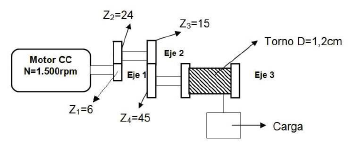 Z₂=24
Z₃=15
Torno D=1,2cm
Motor CC
N=1.500rpm
Eje 2
Eje 1
Eje 3
Z₁=6
Z₄=45
Carga